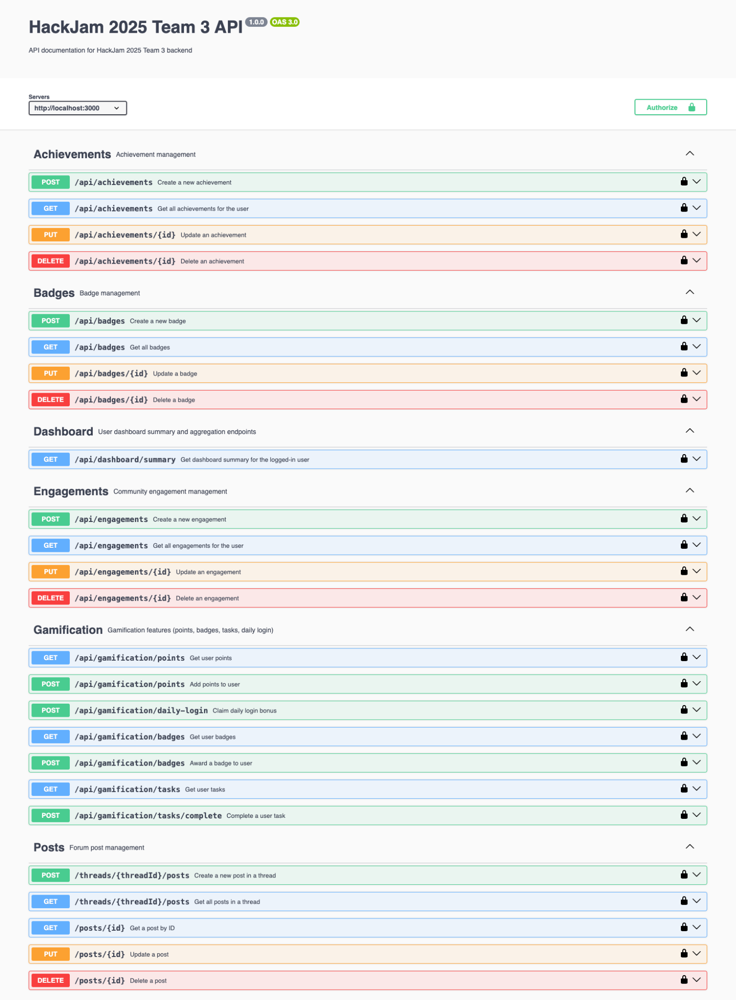 HackJam 2025 Team 3 API 1.0.0 OAS 3.0
API documentation for HackJam 2025 Team 3 backend
Servers
http://localhost:3000
Authorize
Achievements Achievement management
POST /api/achievements Create a new achievement
GET /api/achievements Get all achievements for the user
PUT /api/achievements/{id} Update an achievement
DELETE /api/achievements/{id} Delete an achievement
Badges Badge management
POST /api/badges Create a new badge
GET /api/badges Get all badges
PUT /api/badges/{id} Update a badge
DELETE /api/badges/{id} Delete a badge
Dashboard User dashboard summary and aggregation endpoints
GET /api/dashboard/summary Get dashboard summary for the logged-in user
Engagements Community engagement management
POST /api/engagements Create a new engagement
GET /api/engagements Get all engagements for the user
PUT /api/engagements/{id} Update an engagement
DELETE /api/engagements/{id} Delete an engagement
Gamification Gamification features (points, badges, tasks, daily login)
GET /api/gamification/points Get user points
POST /api/gamification/points Add points to user
POST /api/gamification/daily-login Claim daily login bonus
GET /api/gamification/badges Get user badges
POST /api/gamification/badges Award a badge to user
GET /api/gamification/tasks Get user tasks
POST /api/gamification/tasks/complete Complete a user task
Posts Forum post management
POST /threads/{threadId}/posts Create a new post in a thread
GET /threads/{threadId}/posts Get all posts in a thread
GET /posts/{id} Get a post by ID
PUT /posts/{id} Update a post
DELETE /posts/{id} Delete a post